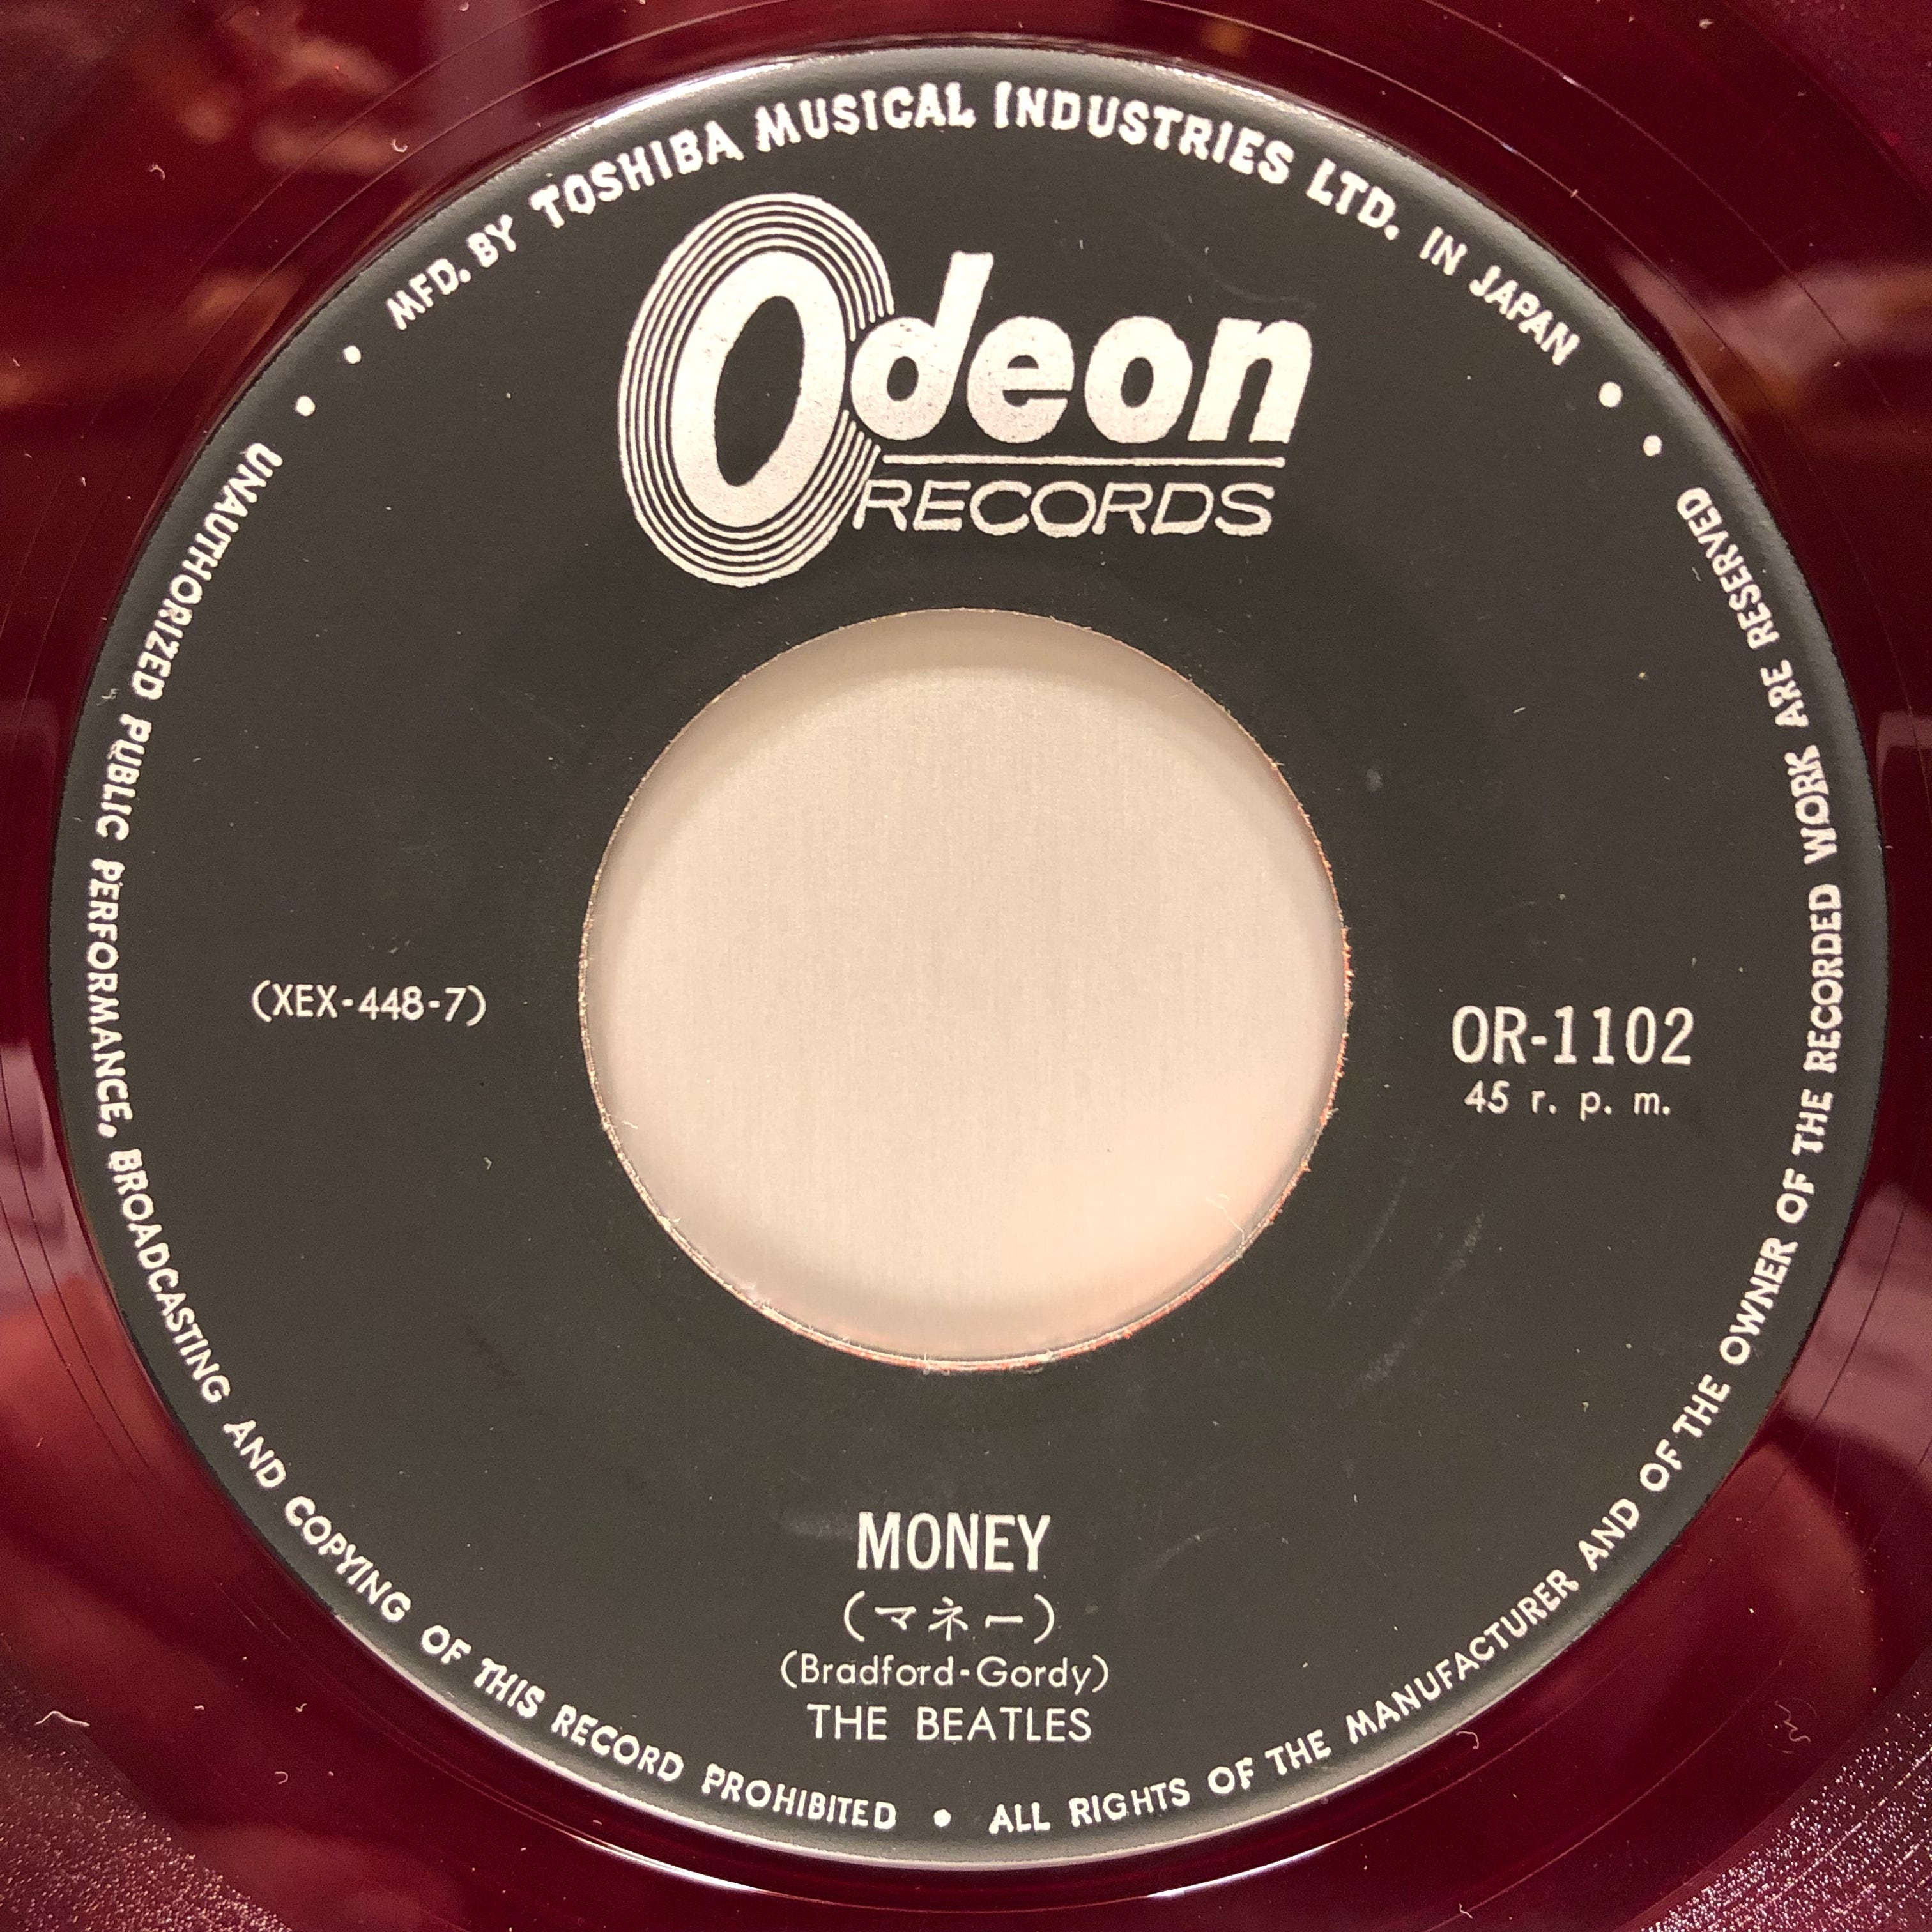 MFD. BY TOSHIBA MUSICAL INDUSTRIES LTD. IN JAPAN
Odeon
RECORDS
(XEX-448-7)
OR-1102
45 r. p. m.
MONEY
(マネー)
(Bradford-Gordy)
THE BEATLES
UNAUTHORIZED PUBLIC PERFORMANCE, BROADCASTING AND COPYING OF THIS RECORD PROHIBITED • ALL RIGHTS OF THE MANUFACTURER AND OF THE OWNER OF THE RECORDED WORK ARE RESERVED